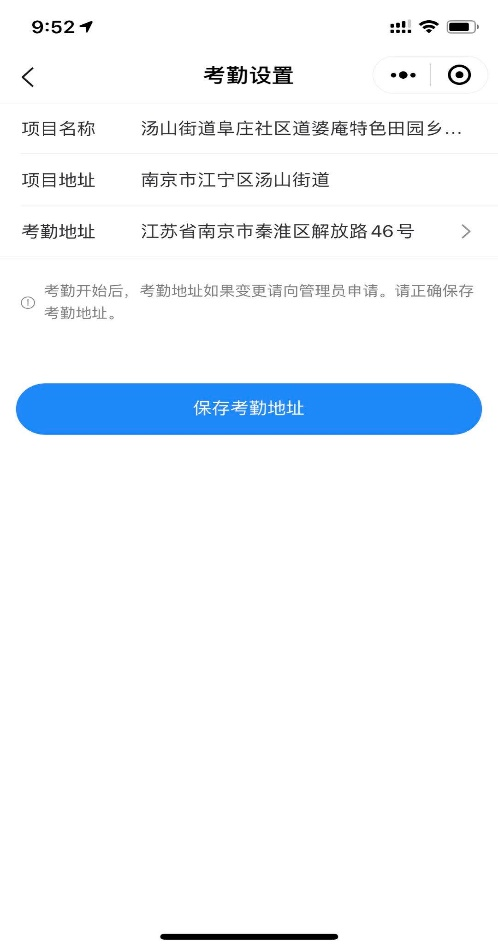 9:52
考勤设置
项目名称 汤山街道阜庄社区道婆庵特色田园乡...
项目地址 南京市江宁区汤山街道
考勤地址 江苏省南京市秦淮区解放路46号
考勤开始后，考勤地址如果变更请向管理员申请。请正确保存
考勤地址。
保存考勤地址